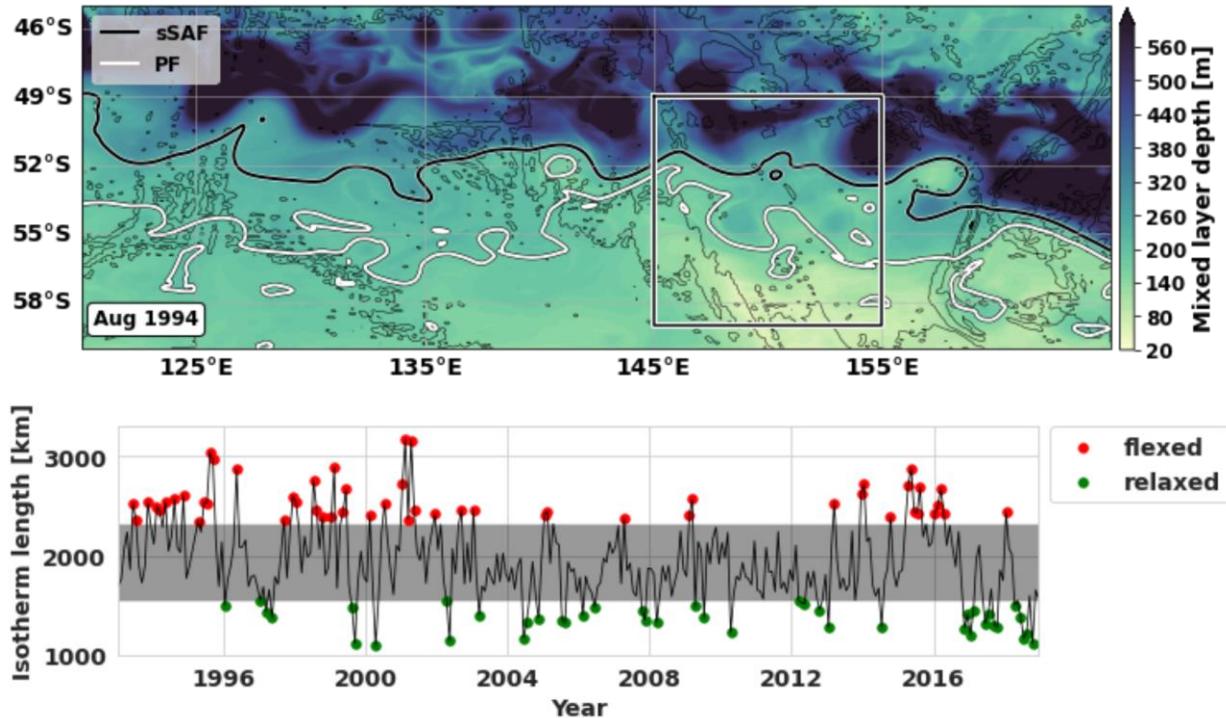 46°S
49°S
52°S
55°S
58°S
sSAF
PF
Aug 1994
125°E 135°E 145°E 155°E
560
500
440
380
320
260
200
140
80
20
Mixed layer depth [m]
Isotherm length [km]
3000
2000
1000
1996 2000 2004 2008 2012 2016
Year
flexed
relaxed